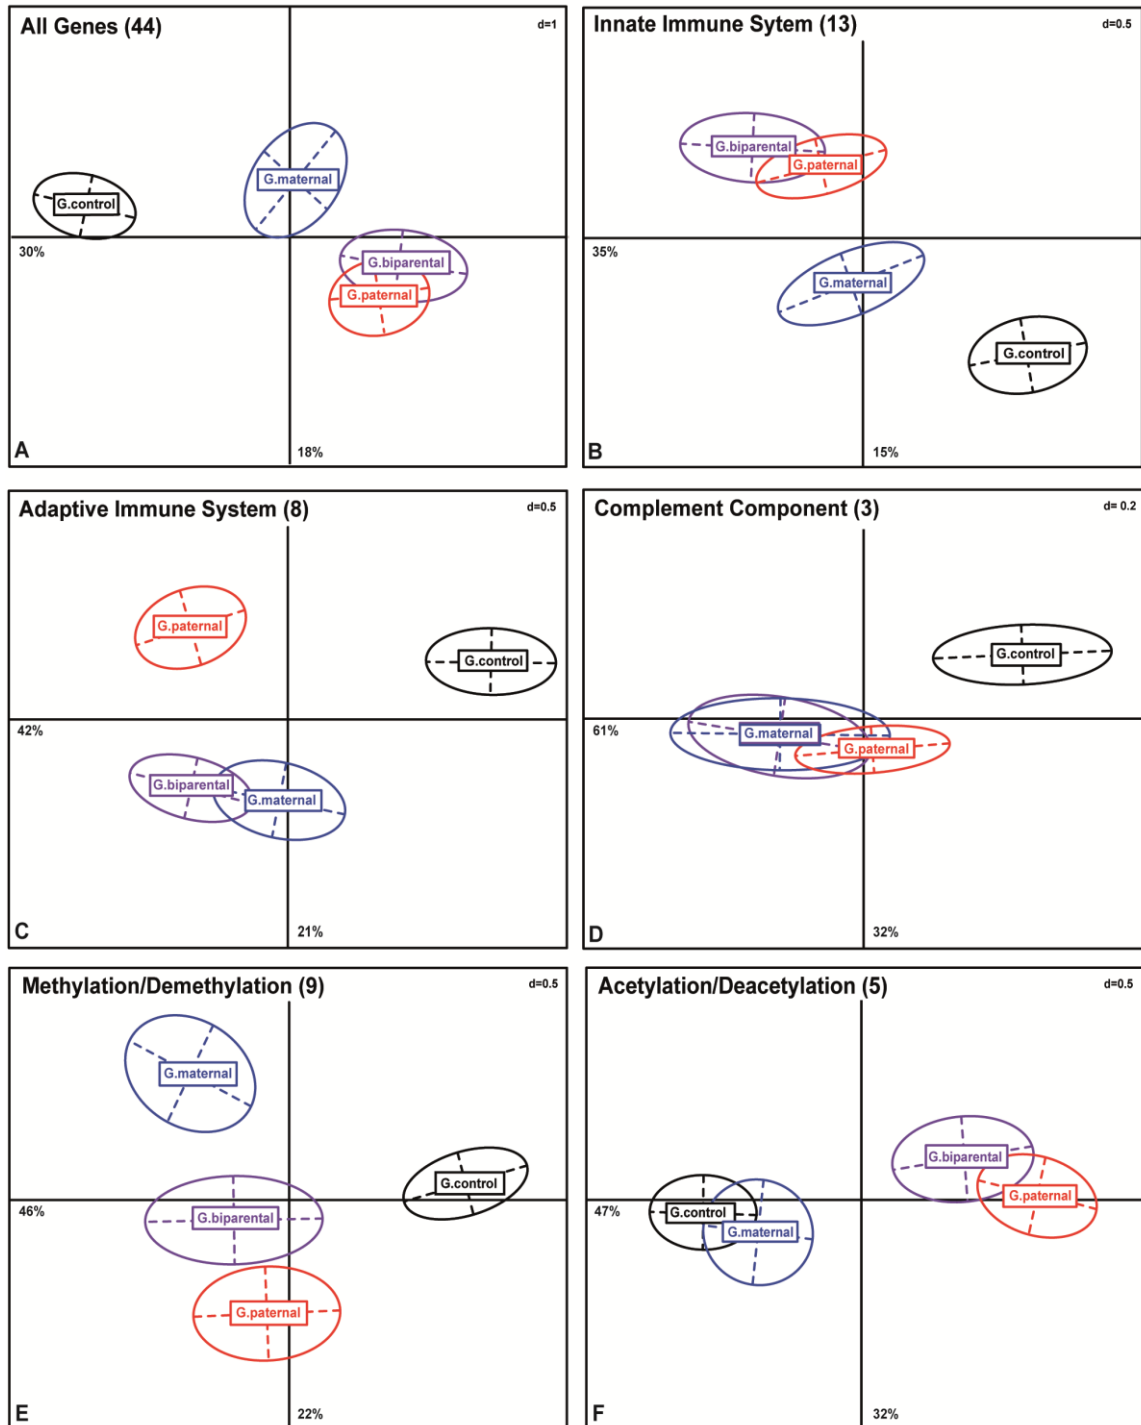 All Genes (44)
d=1
G.control
G.maternal
G.biparental
G.paternal
30%
18%
A
Innate Immune Sytem (13)
d=0.5
G.biparental
G.paternal
G.maternal
G.control
35%
15%
B
Adaptive Immune System (8)
d=0.5
G.paternal
G.control
42%
G.biparental
G.maternal
21%
C
Complement Component (3)
d= 0.2
G.control
61%
G.maternal
G.paternal
32%
D
Methylation/Demethylation (9)
d=0.5
G.maternal
G.control
46%
G.biparental
G.paternal
22%
E
Acetylation/Deacetylation (5)
d=0.5
G.biparental
G.paternal
47%
G.control
G.maternal
32%
F